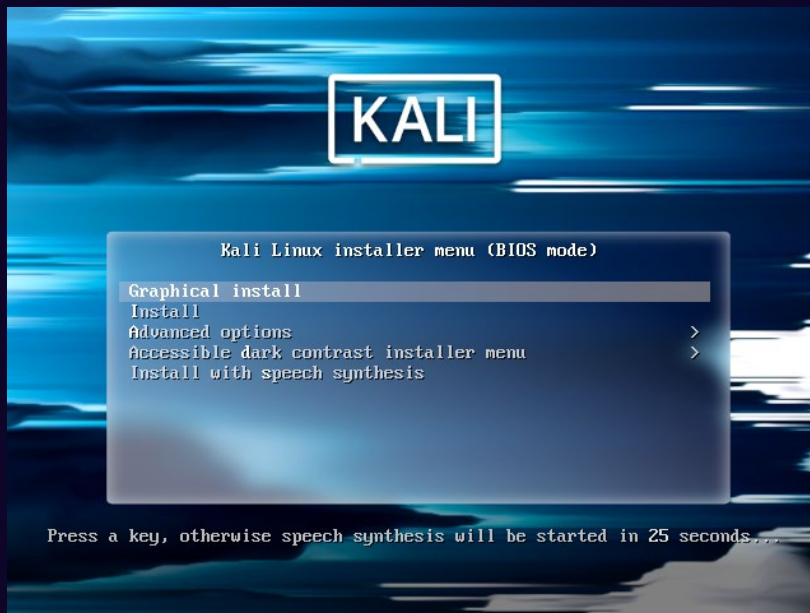 KALI
Kali Linux installer menu (BIOS mode)
Graphical install
Install
Advanced options >
Accessible dark contrast installer menu >
Install with speech synthesis
Press a key, otherwise speech synthesis will be started in 25 seconds...